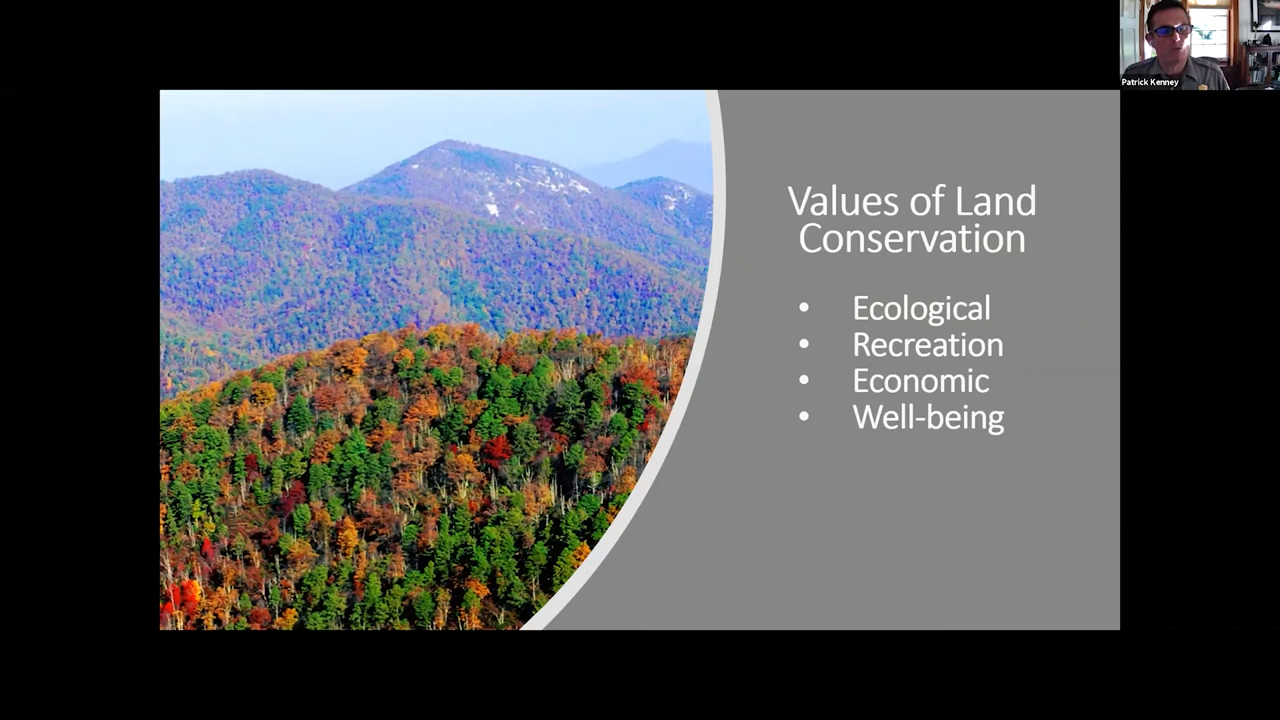 Patrick Kenney
Values of Land
Conservation
• Ecological
• Recreation
• Economic
• Well-being